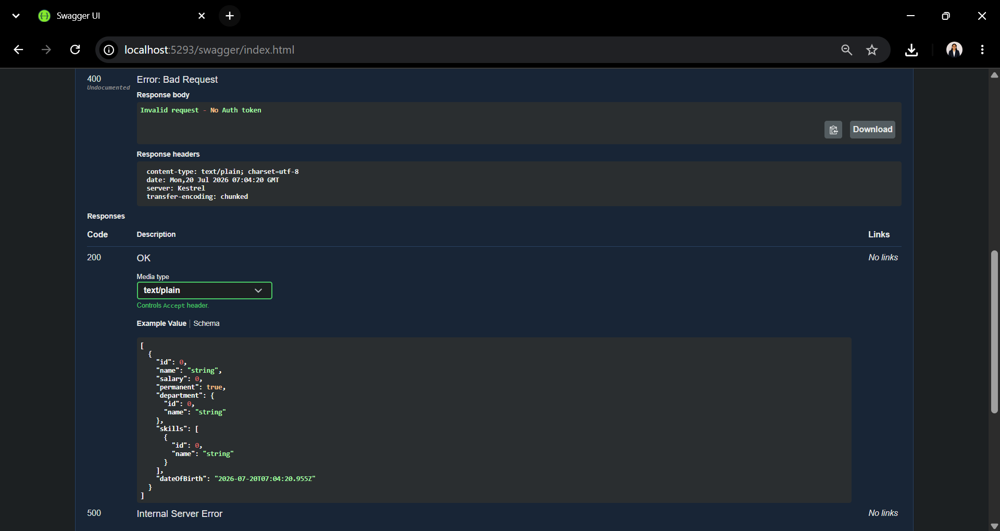 Swagger UI
localhost:5293/swagger/index.html
400
Undocumented
Error: Bad Request
Response body
Invalid request - No Auth token
Download
Response headers
content-type: text/plain; charset=utf-8
date: Mon,20 Jul 2026 07:04:20 GMT
server: Kestrel
transfer-encoding: chunked
Responses
Code Description Links
200 OK No links
Media type
text/plain
Controls Accept header.
Example Value Schema
[
{
"id": 0,
"name": "string",
"salary": 0,
"permanent": true,
"department": {
"id": 0,
"name": "string"
},
"skills": [
{
"id": 0,
"name": "string"
}
],
"dateOfBirth": "2026-07-20T07:04:20.955Z"
}
]
500 Internal Server Error No links